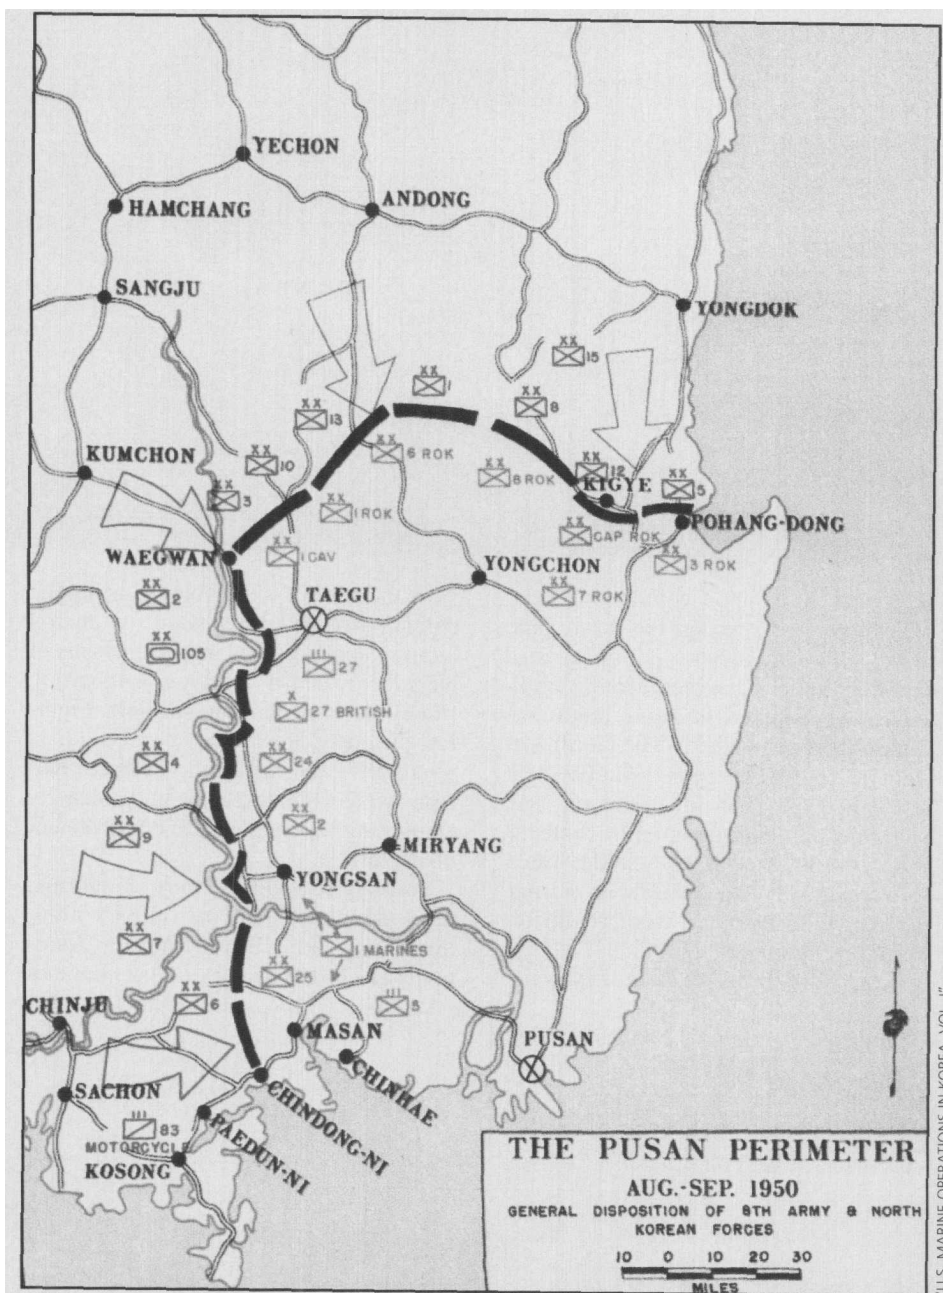 YECHON
HAMCHANG
ANDONG
SANGJU
YONGDOK
XX 15
XX 1
XX 8
XX 13
6 ROK
XX 10
KUMCHON
XX 12
8 ROK
KIGYE
XX 5
XX 3
XX 1 ROK
POHANG-DONG
XX CAP ROK
WAEGWAN
XX 1 CAV
XX 3 ROK
YONGCHON
XX 2
TAEGU
XX 7 ROK
XX 105
III 27
X 27 BRITISH
XX 4
XX 24
XX 2
XX 9
MIRYANG
YONGSAN
XX 7
1 MARINES
XX 25
XX 6
III 5
CHINJU
MASAN
PUSAN
CHINHAE
SACHON
CHINDONG-NI
III 83
MOTORCYCLE
PAEDUN-NI
KOSONG
THE PUSAN PERIMETER
AUG.-SEP. 1950
GENERAL DISPOSITION OF 8TH ARMY & NORTH
KOREAN FORCES
10 0 10 20 30
MILES
U.S. MARINE OPERATIONS IN KOREA, VOL. I"